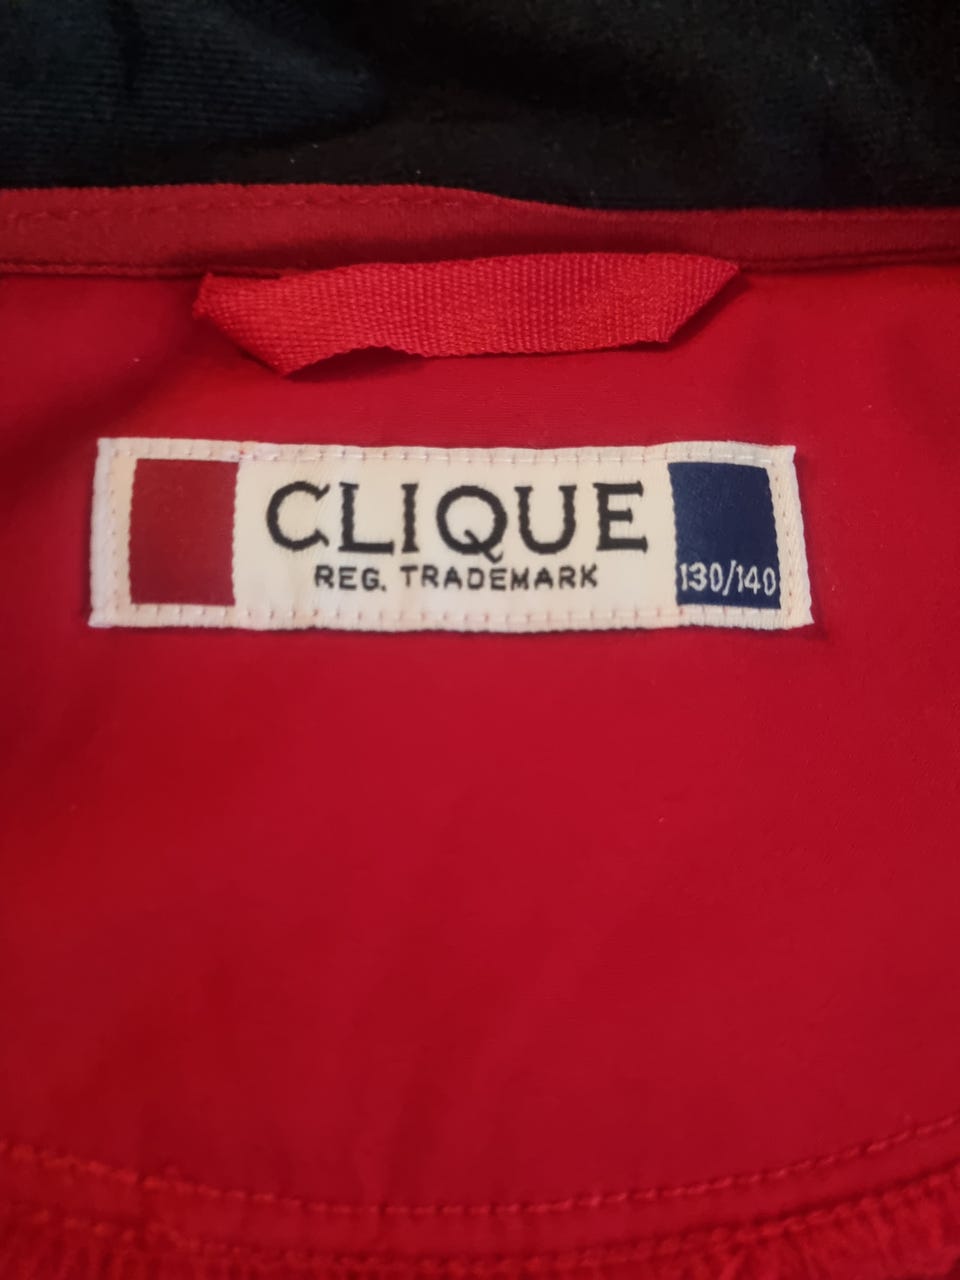 CLIQUE
REG. TRADEMARK
130/140